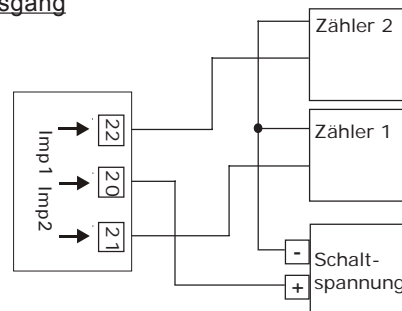 sgang
Zähler 2
22
Imp1 Imp2
20
21
Zähler 1
-
+
Schalt-
spannung